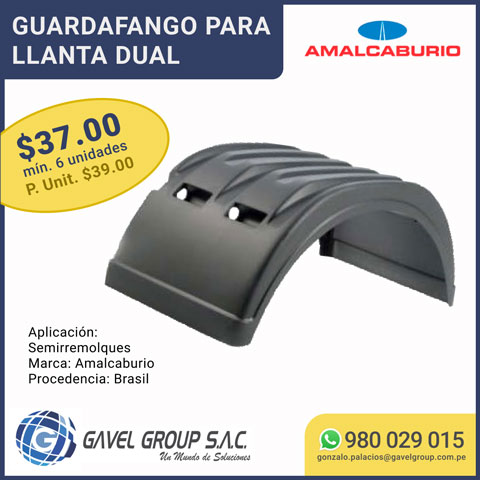 GUARDAFANGO PARA
LLANTA DUAL
AMALCABURIO
$37.00
mín. 6 unidades
P. Unit. $39.00
Aplicación:
Semirremolques
Marca: Amalcaburio
Procedencia: Brasil
GAVEL GROUP S.A.C.
Un Mundo de Soluciones
980 029 015
gonzalo.palacios@gavelgroup.com.pe